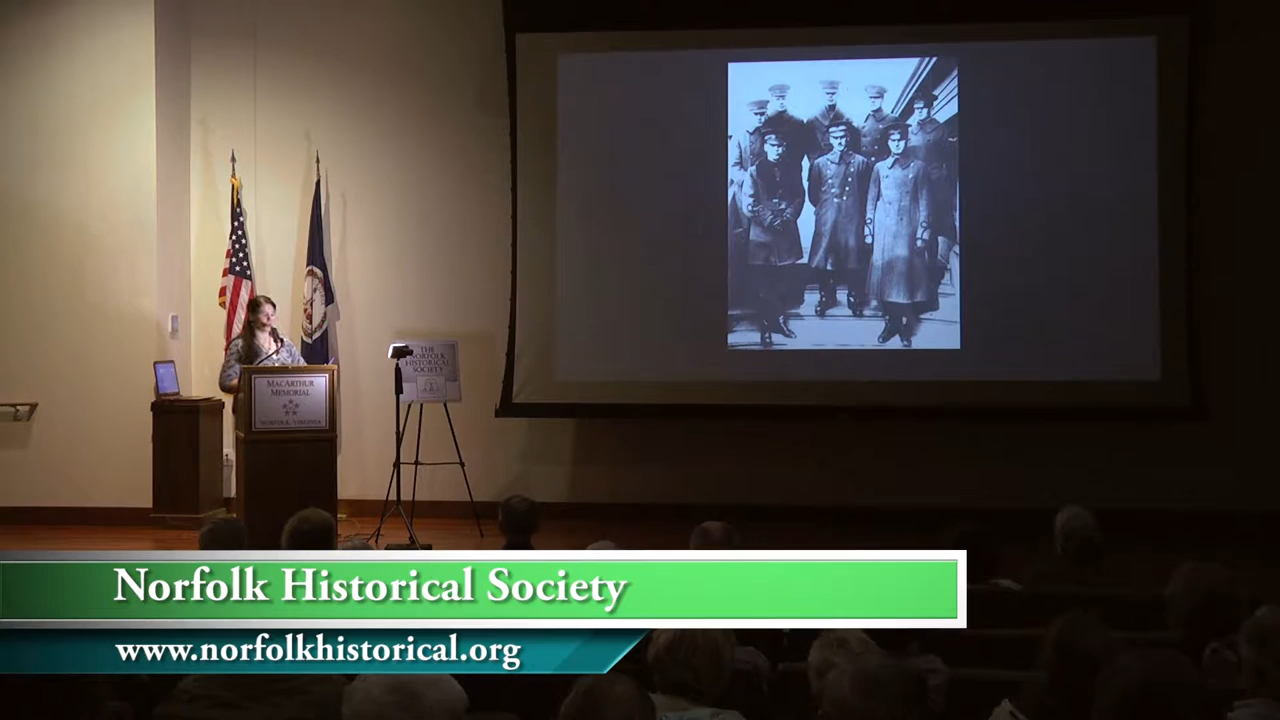 THE
NORFOLK
HISTORICAL
SOCIETY
MACARTHUR
MEMORIAL
NORFOLK, VIRGINIA
Norfolk Historical Society
www.norfolkhistorical.org